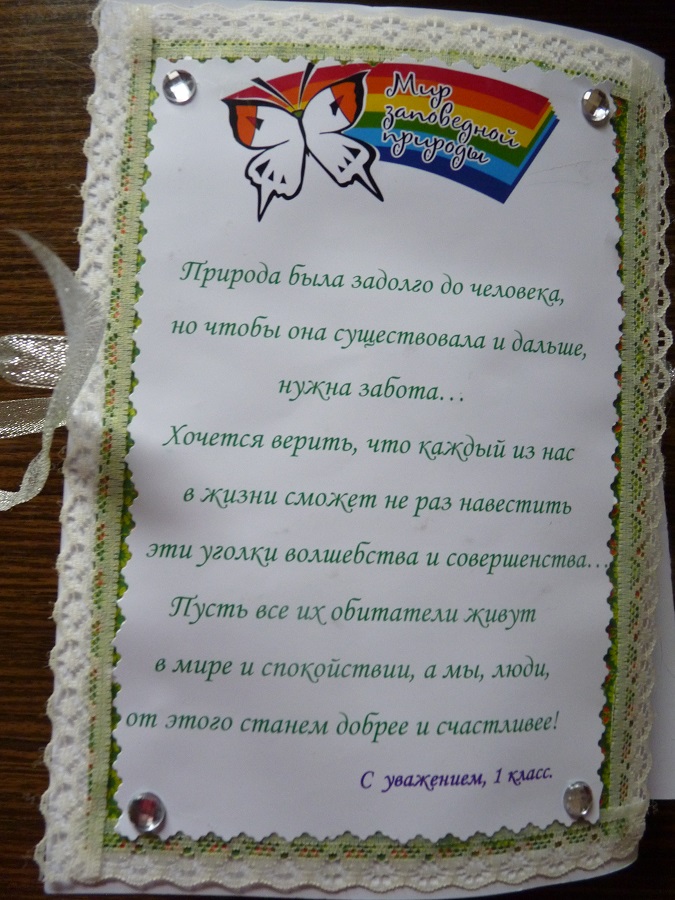 Мир
заповедной
природы
Природа была задолго до человека,
но чтобы она существовала и дальше,
нужна забота...
Хочется верить, что каждый из нас
в жизни сможет не раз навестить
эти уголки волшебства и совершенства...
Пусть все их обитатели живут
в мире и спокойствии, а мы, люди,
от этого станем добрее и счастливее!
С уважением, 1 класс.